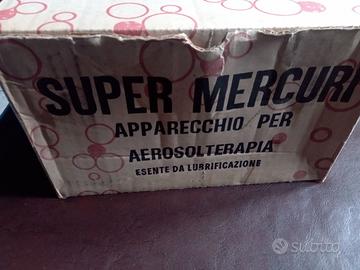 SUPER MERCURI
APPARECCHIO PER
AEROSOLTERAPIA
ESENTE DA LUBRIFICAZIONE
subito